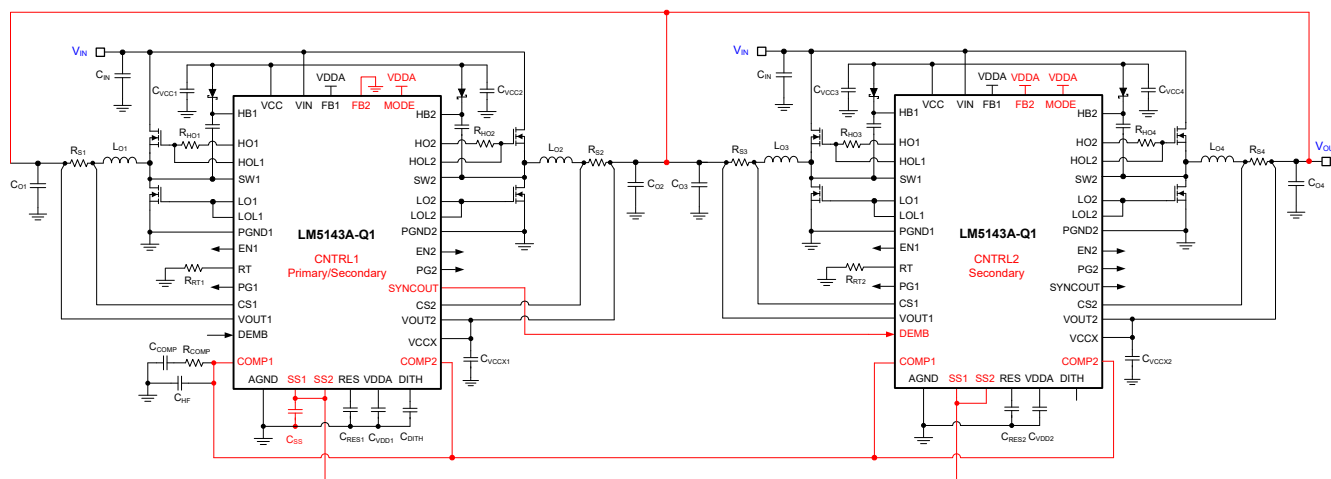 VIN
CIN
CVCC1
VDDA
VDDA
CVCC2
VCC
VIN
FB1
FB2
MODE
HB1
HB2
RHO1
HO1
HO2
RHO2
HOL1
HOL2
RS1
LO1
SW1
SW2
LO2
RS2
CO1
LO1
LO2
LOL1
LOL2
CO2
PGND1
PGND2
LM5143A-Q1
CNTRL1
Primary/Secondary
EN1
EN2
RT
RRT1
PG2
PG1
SYNCOUT
CS1
CS2
VOUT1
VOUT2
DEMB
VCCX
CVCCX1
CCOMP
RCOMP
COMP1
COMP2
CHF
AGND
SS1
SS2
RES
VDDA
DITH
CSS
CRES1
CVDD1
CDITH
VIN
CIN
CVCC3
VDDA
VDDA
VDDA
CVCC4
VCC
VIN
FB1
FB2
MODE
HB1
HB2
RHO3
HO1
HO2
RHO4
HOL1
HOL2
CO3
RS3
LO3
SW1
SW2
LO4
RS4
LO1
LO2
LOL1
LOL2
CO4
PGND1
PGND2
LM5143A-Q1
CNTRL2
Secondary
EN1
EN2
RT
RRT2
PG2
PG1
SYNCOUT
CS1
CS2
VOUT1
VOUT2
DEMB
VCCX
CVCCX2
COMP1
COMP2
AGND
SS1
SS2
RES
VDDA
DITH
CRES2
CVDD2